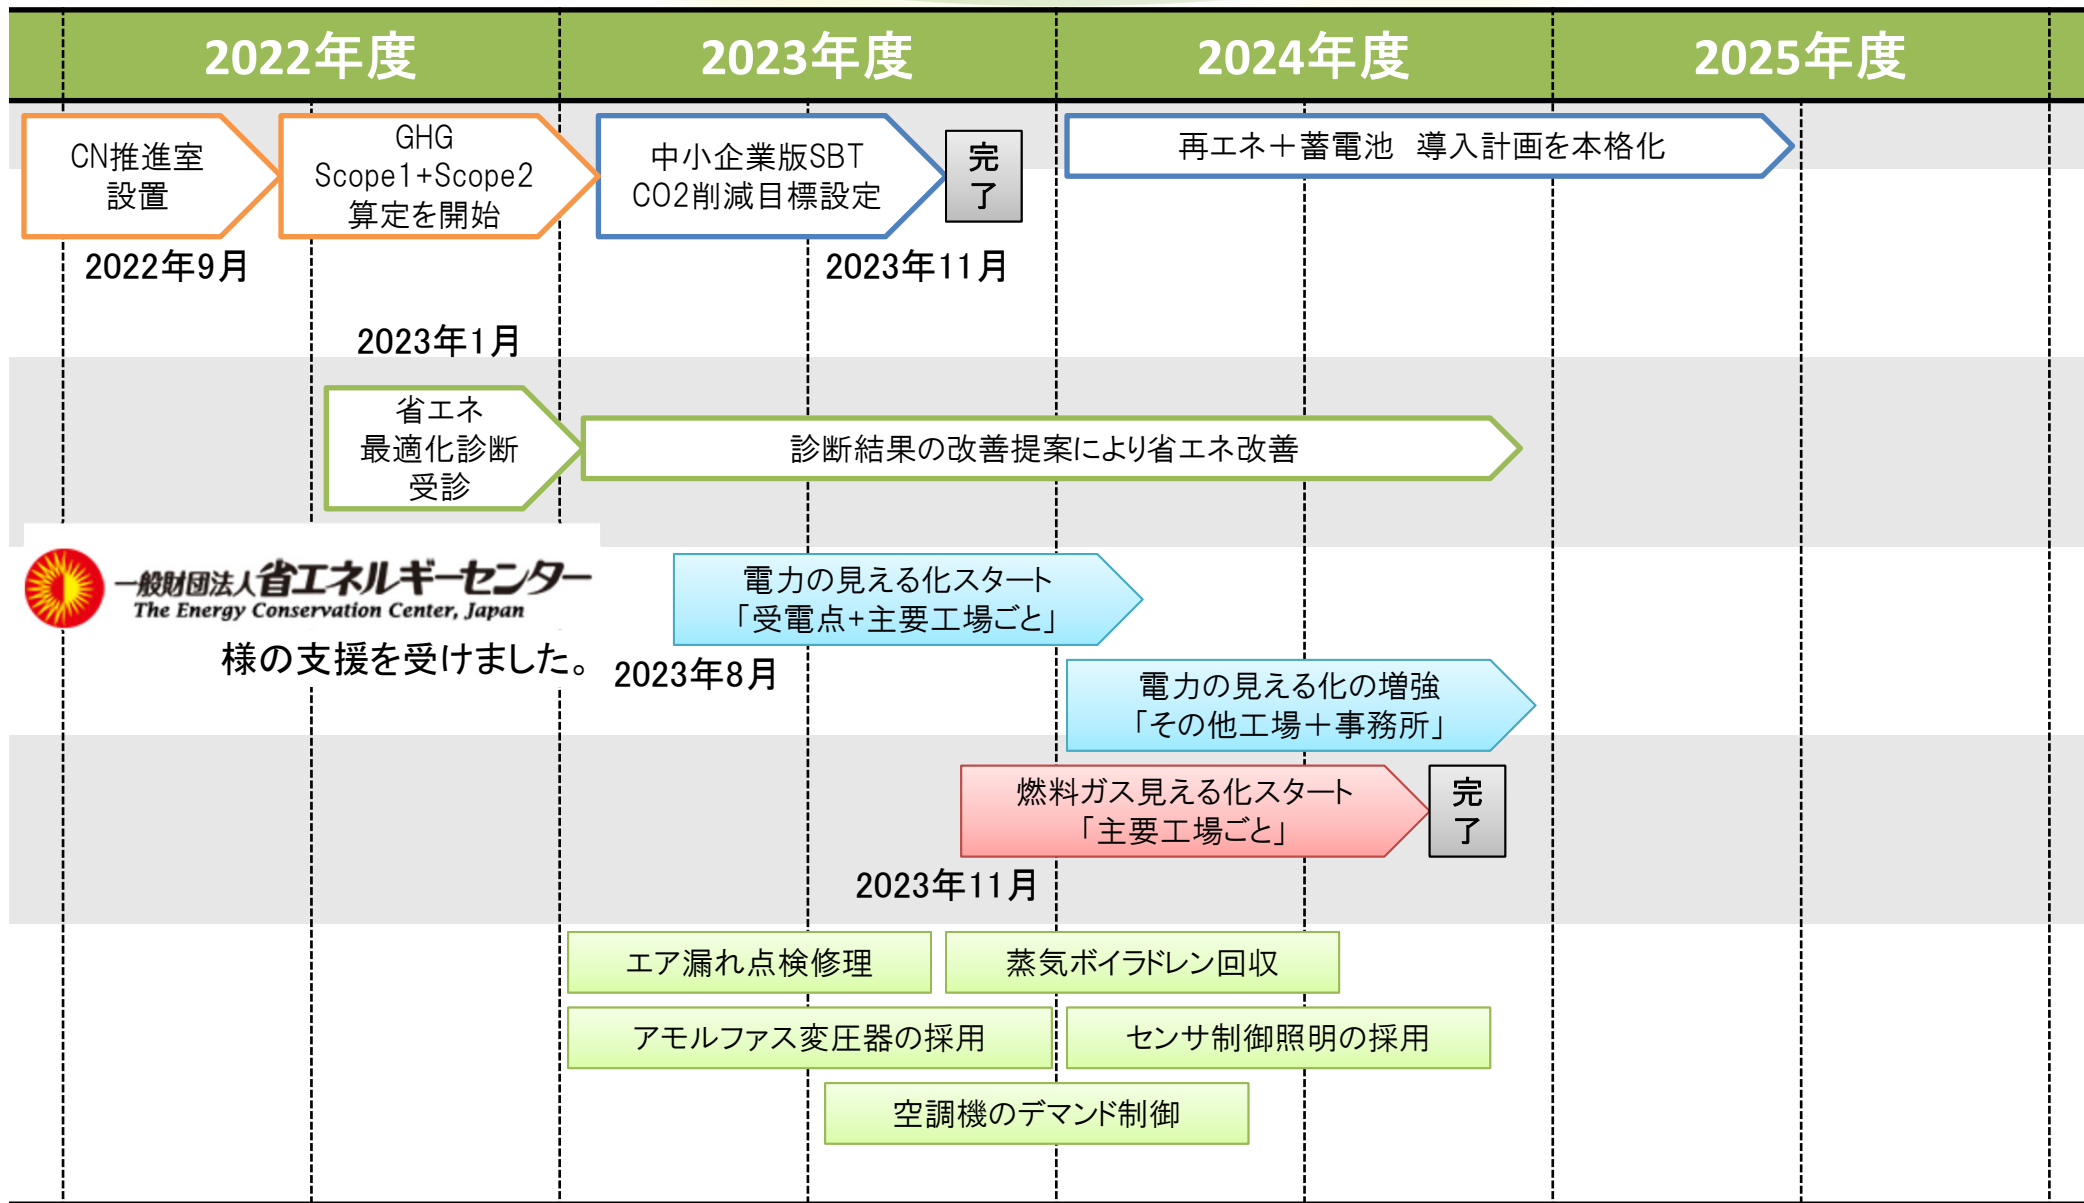 2022年度
2023年度
2024年度
2025年度
CN推進室
設置
GHG
Scope1+Scope2
算定を開始
中小企業版SBT
CO2削減目標設定
完
了
再エネ＋蓄電池　導入計画を本格化
2022年9月
2023年11月
2023年1月
省エネ
最適化診断
受診
診断結果の改善提案により省エネ改善
一般財団法人省エネルギーセンター
The Energy Conservation Center, Japan
様の支援を受けました。
電力の見える化スタート
「受電点+主要工場ごと」
2023年8月
電力の見える化の増強
「その他工場＋事務所」
燃料ガス見える化スタート
「主要工場ごと」
完
了
2023年11月
エア漏れ点検修理
蒸気ボイラドレン回収
アモルファス変圧器の採用
センサ制御照明の採用
空調機のデマンド制御